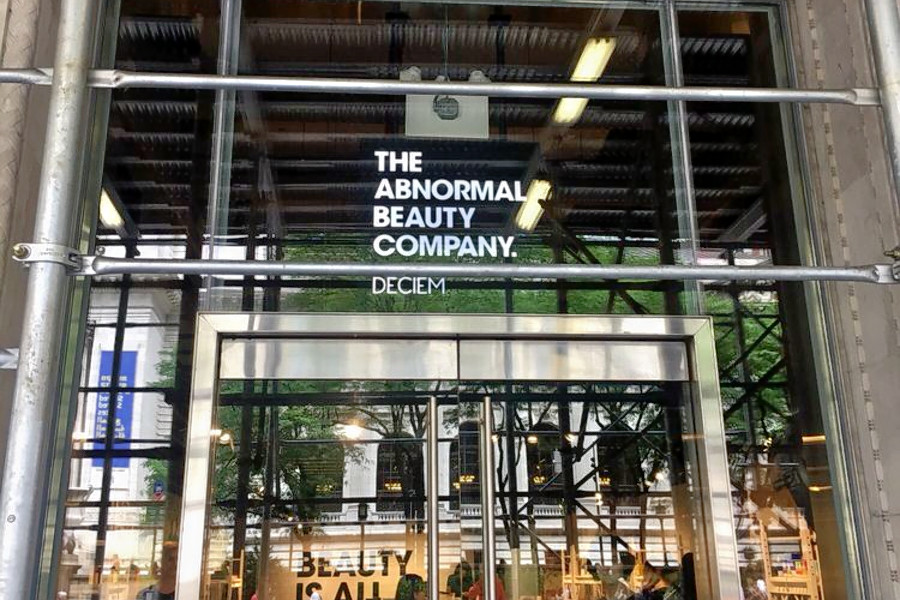 THE
ABNORMAL
BEAUTY
COMPANY.
DECIEM
BEAUTY
IS ALL